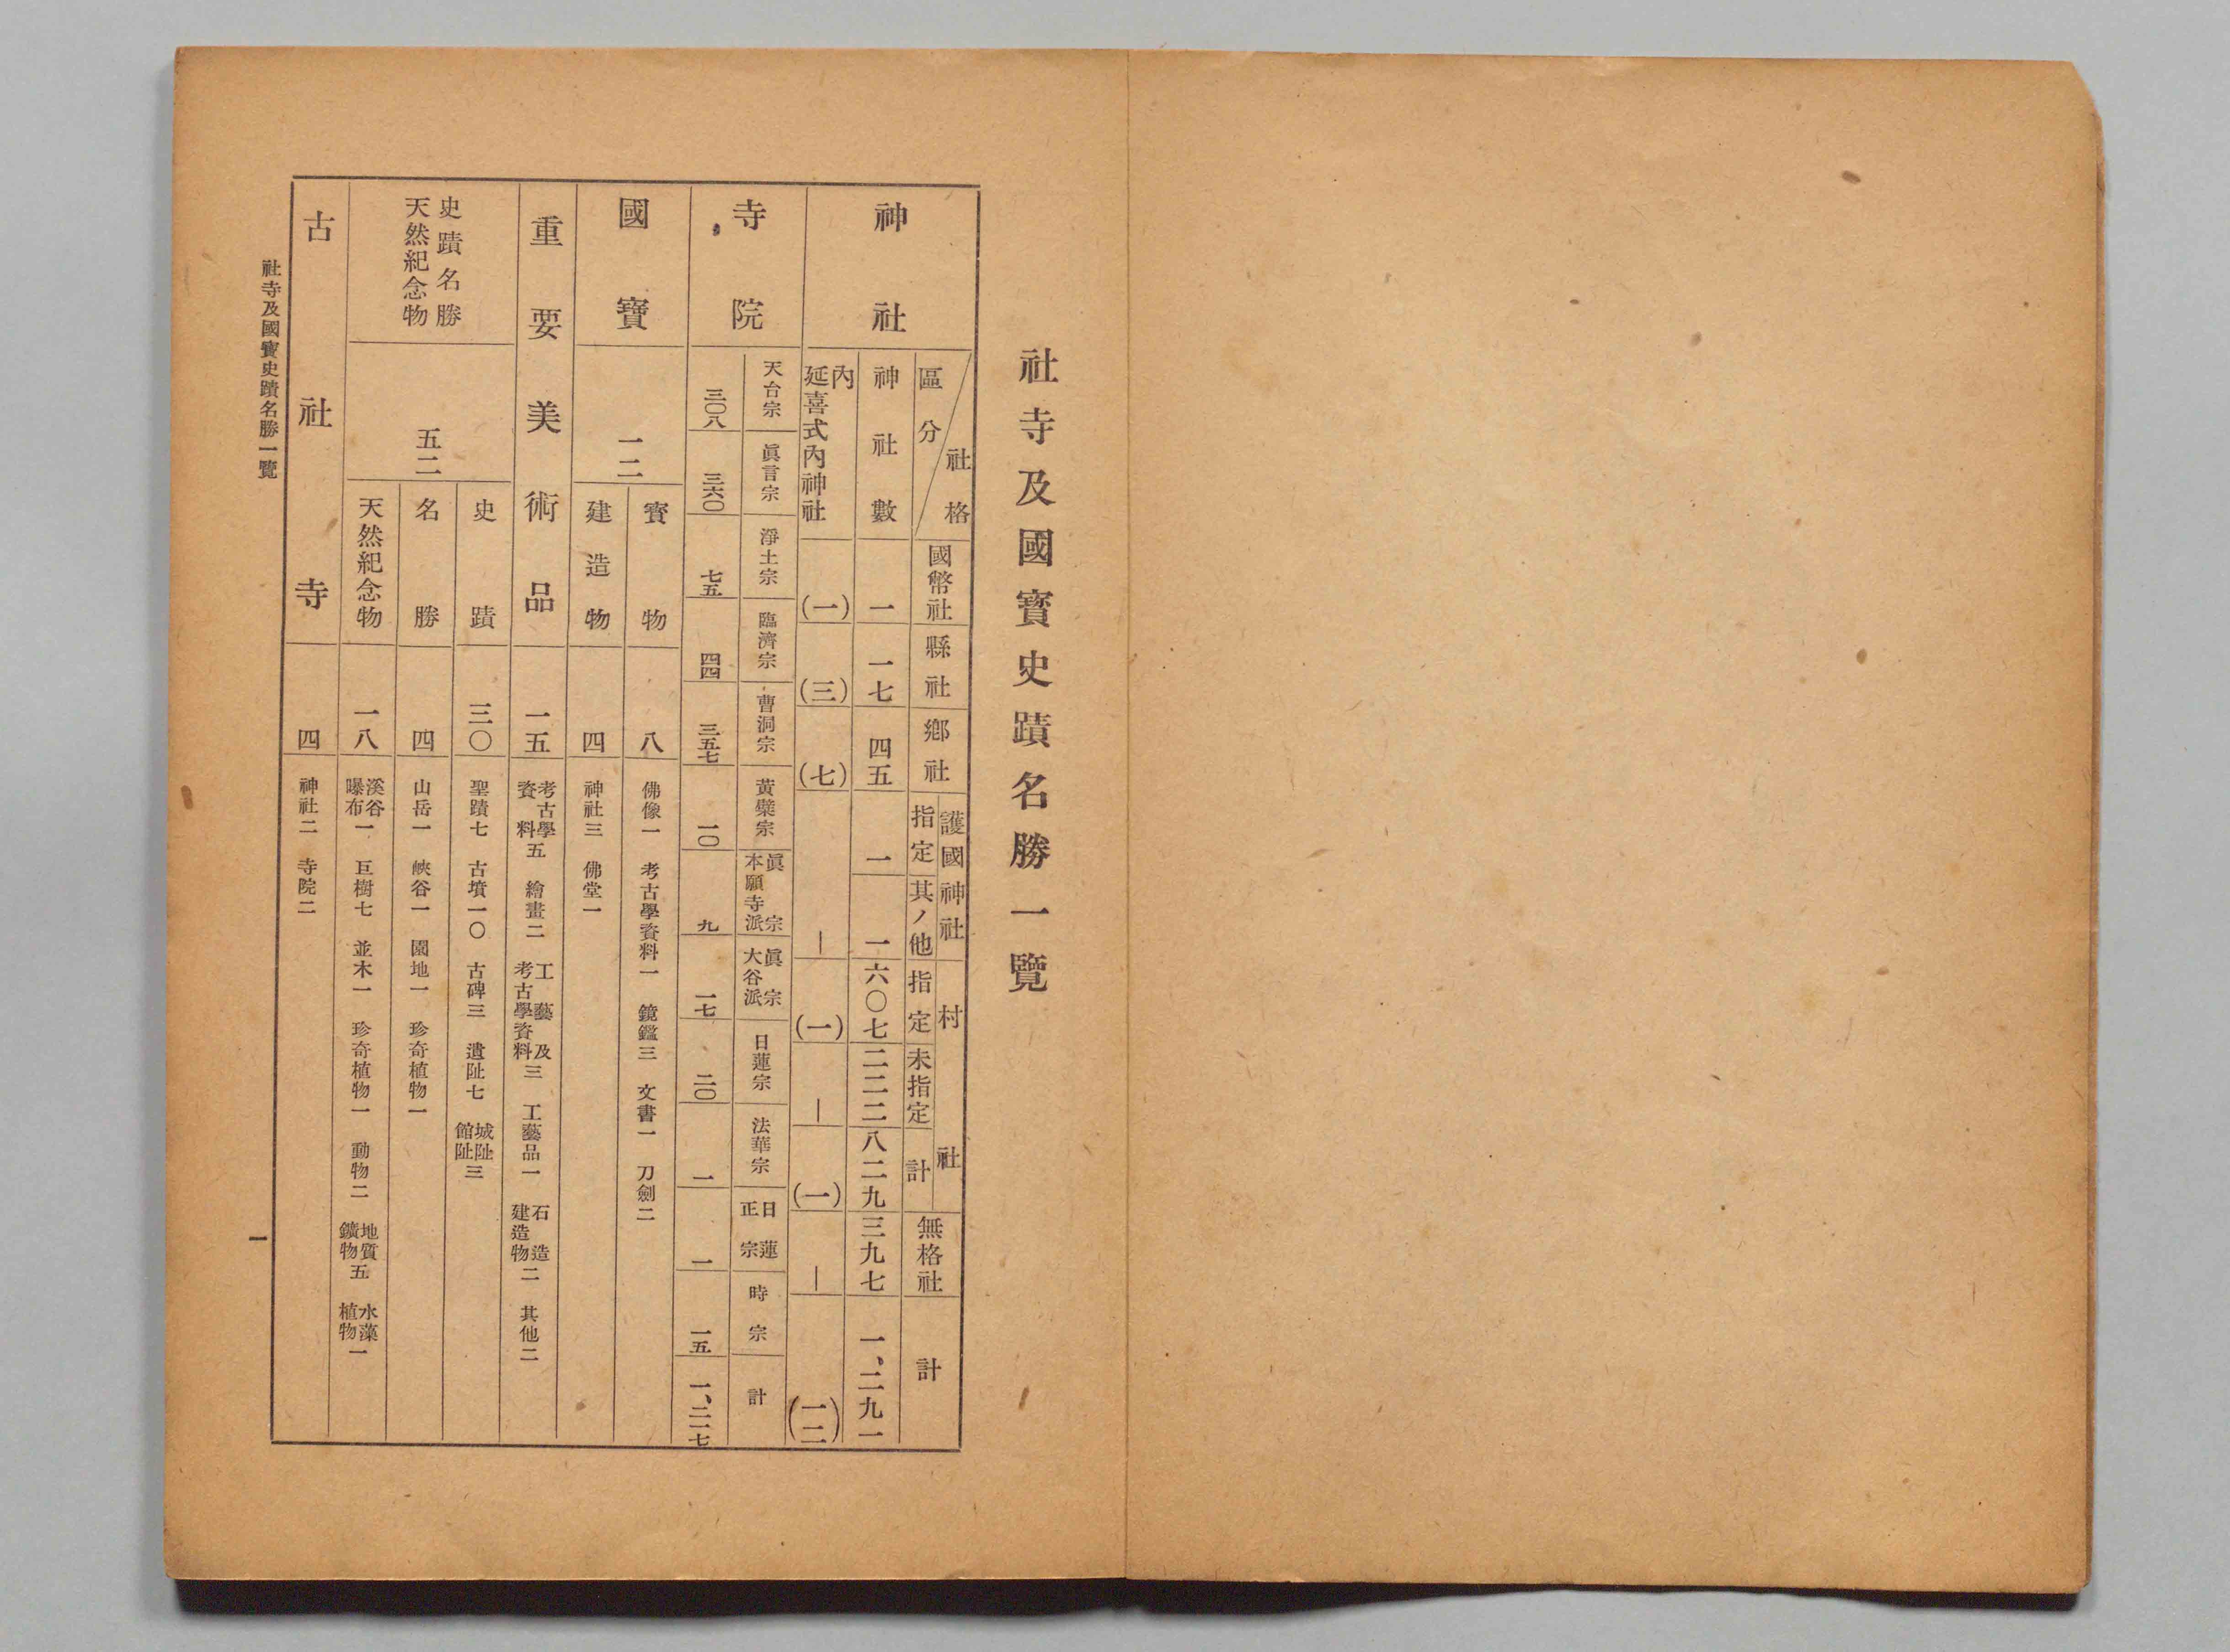 社寺及國寳史蹟名勝一覽
神社
區分
社格
國幣社
縣社
鄕社
護國神社
指定
其ノ他
村社
指定
未指定
計
無格社
計
神社數
一
一七
四五
一
一
六〇七
二二二
八二九
三九七
一、二九一
內延喜式內神社
(一)
(三)
(七)
―
(一)
―
(一)
―
(一二)
寺院
天台宗
眞言宗
淨土宗
臨濟宗
曹洞宗
黃檗宗
眞宗本願寺派
眞宗大谷派
日蓮宗
法華宗
日蓮正宗
時宗
計
三〇八
三六〇
七五
四四
三五七
一〇
九
一七
二〇
一
一
一五
一、二一七
國寳
一二
寳物
八
佛像一 考古學資料一 鏡鑑三 文書一 刀劍二
建造物
四
神社三 佛堂一
重要美術品
一五
考古學資料五 繪畫二 工藝及考古學資料三 工藝品一 石造建造物二 其他二
史蹟名勝
天然紀念物
五二
史蹟
三〇
聖蹟七 古墳一〇 古碑三 遺阯七 城阯館阯三
名勝
四
山岳一 峽谷一 園地一 珍奇植物一
天然紀念物
一八
溪谷瀑布一 巨樹七 並木一 珍奇植物一 動物二 地質鑛物五 水藻植物一
古社寺
四
神社二 寺院二
社寺及國寳史蹟名勝一覽
一